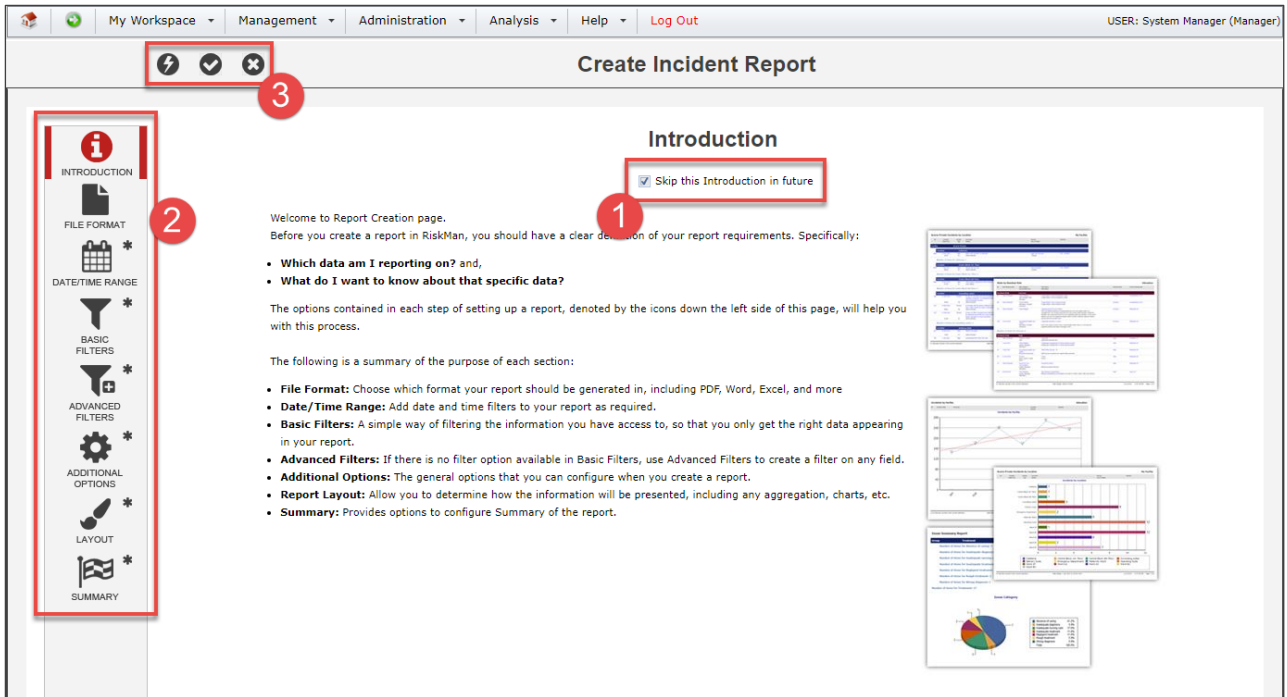 My Workspace Management Administration Analysis Help Log Out USER: System Manager (Manager)
Create Incident Report
3
INTRODUCTION
FILE FORMAT
DATE/TIME RANGE
BASIC
FILTERS
ADVANCED
FILTERS
ADDITIONAL
OPTIONS
LAYOUT
SUMMARY
2
Introduction
Skip this Introduction in future
1
Welcome to Report Creation page.
Before you create a report in RiskMan, you should have a clear of your report requirements. Specifically:
• Which data am I reporting on? and,
• What do I want to know about that specific data?
The options contained in each step of setting up a report, denoted by the icons down the left side of this page, will help you
with this process.
The following is a summary of the purpose of each section:
• File Format: Choose which format your report should be generated in, including PDF, Word, Excel, and more
• Date/Time Range: Add date and time filters to your report as required.
• Basic Filters: A simple way of filtering the information you have access to, so that you only get the right data appearing
in your report.
• Advanced Filters: If there is no filter option available in Basic Filters, use Advanced Filters to create a filter on any field.
• Additional Options: The general options that you can configure when you create a report.
• Report Layout: Allow you to determine how the information will be presented, including any aggregation, charts, etc.
• Summary: Provides options to configure Summary of the report.